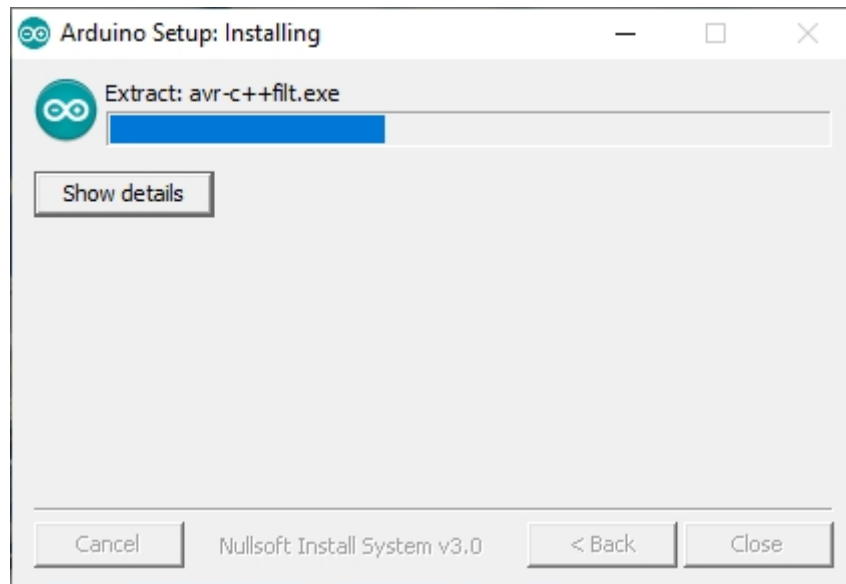 Arduino Setup: Installing
Extract: avr-c++filt.exe
Show details
Cancel
Nullsoft Install System v3.0
< Back
Close